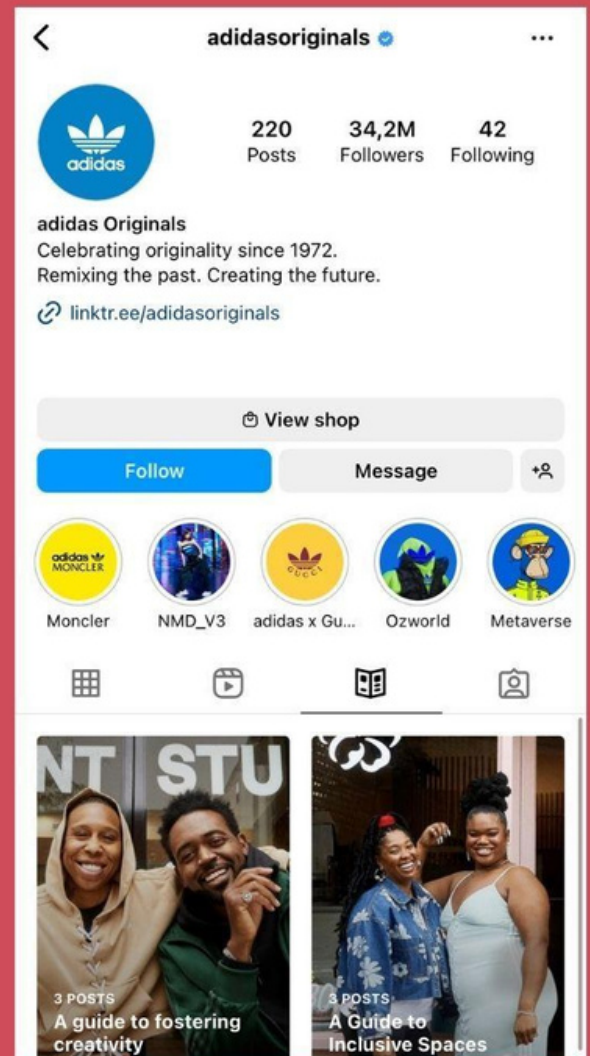 adidasoriginals
adidas
220
Posts
34,2M
Followers
42
Following
adidas Originals
Celebrating originality since 1972.
Remixing the past. Creating the future.
linktr.ee/adidasoriginals
View shop
Follow
Message
adidas
MONCLER
GUCCI
Moncler
NMD_V3
adidas x Gu...
Ozworld
Metaverse
NT STU
3 POSTS
A guide to fostering
creativity
3 POSTS
A Guide to
Inclusive Spaces